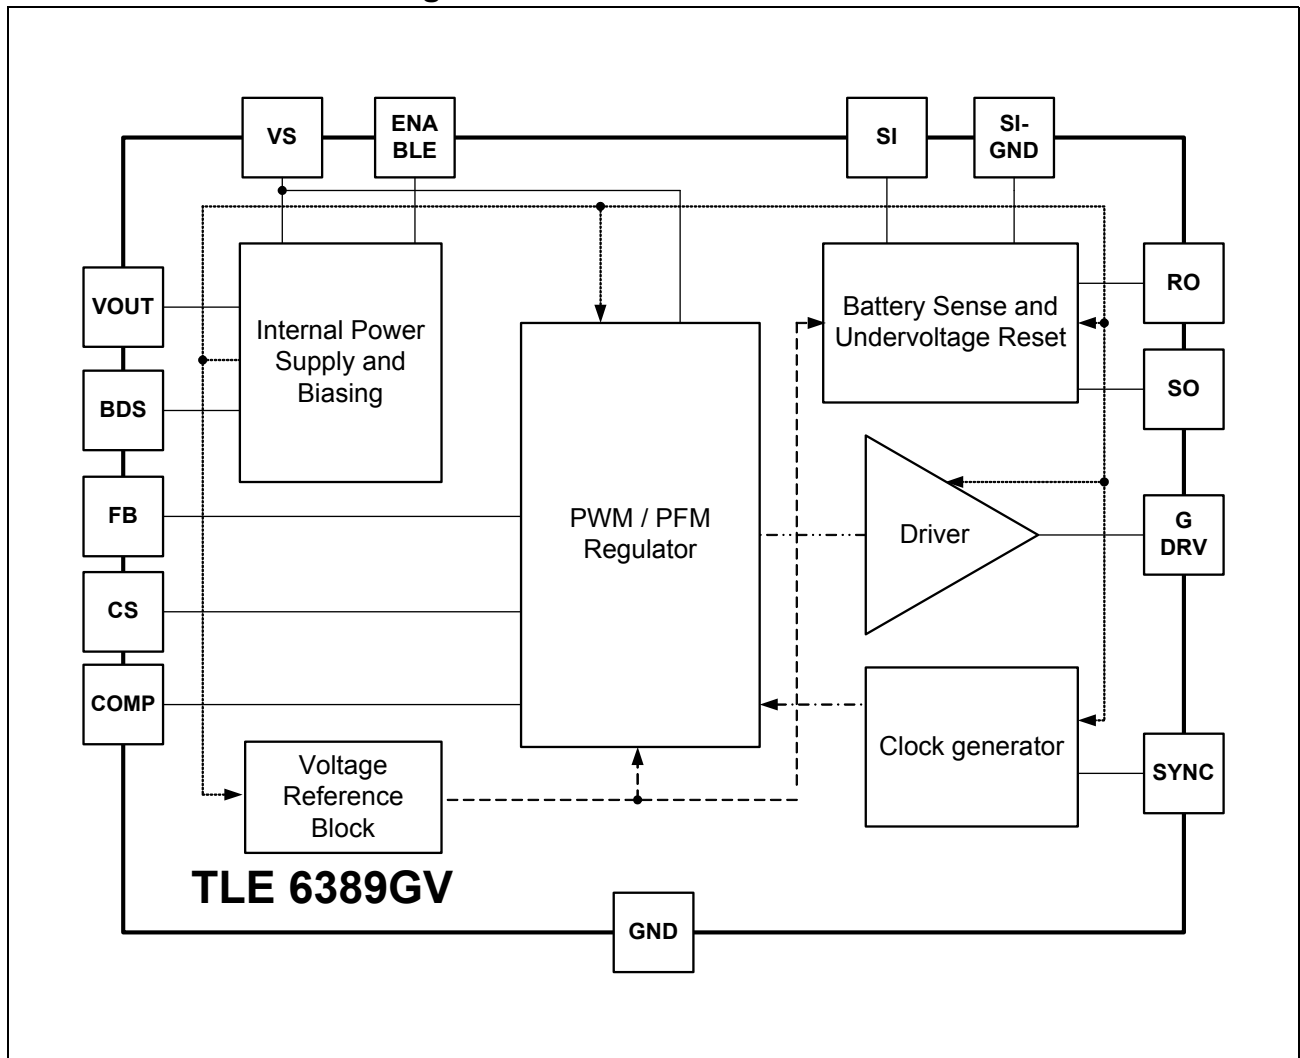 VS
ENA
BLE
SI
SI-
GND
VOUT
BDS
FB
CS
COMP
Internal Power
Supply and
Biasing
PWM / PFM
Regulator
Battery Sense and
Undervoltage Reset
RO
SO
Driver
G
DRV
Clock generator
SYNC
Voltage
Reference
Block
TLE 6389GV
GND